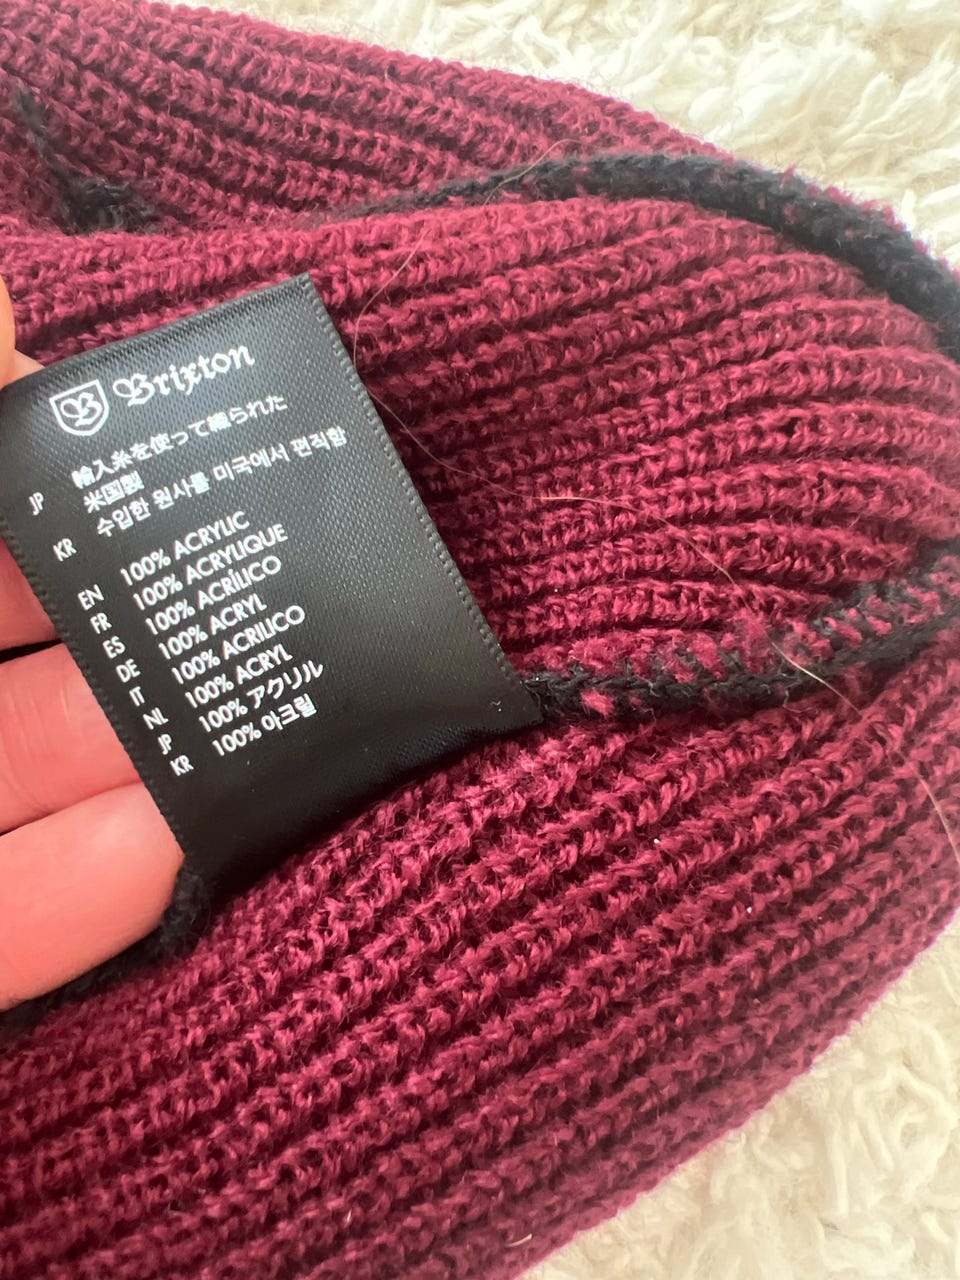 B Brixton
JP 輸入糸を使って編られた
米国製
KR 수입한 원사를 미국에서 편직함
EN 100% ACRYLIC
FR 100% ACRYLIQUE
ES 100% ACRÍLICO
DE 100% ACRYL
IT 100% ACRILICO
NL 100% ACRYL
JP 100% アクリル
KR 100% 아크릴